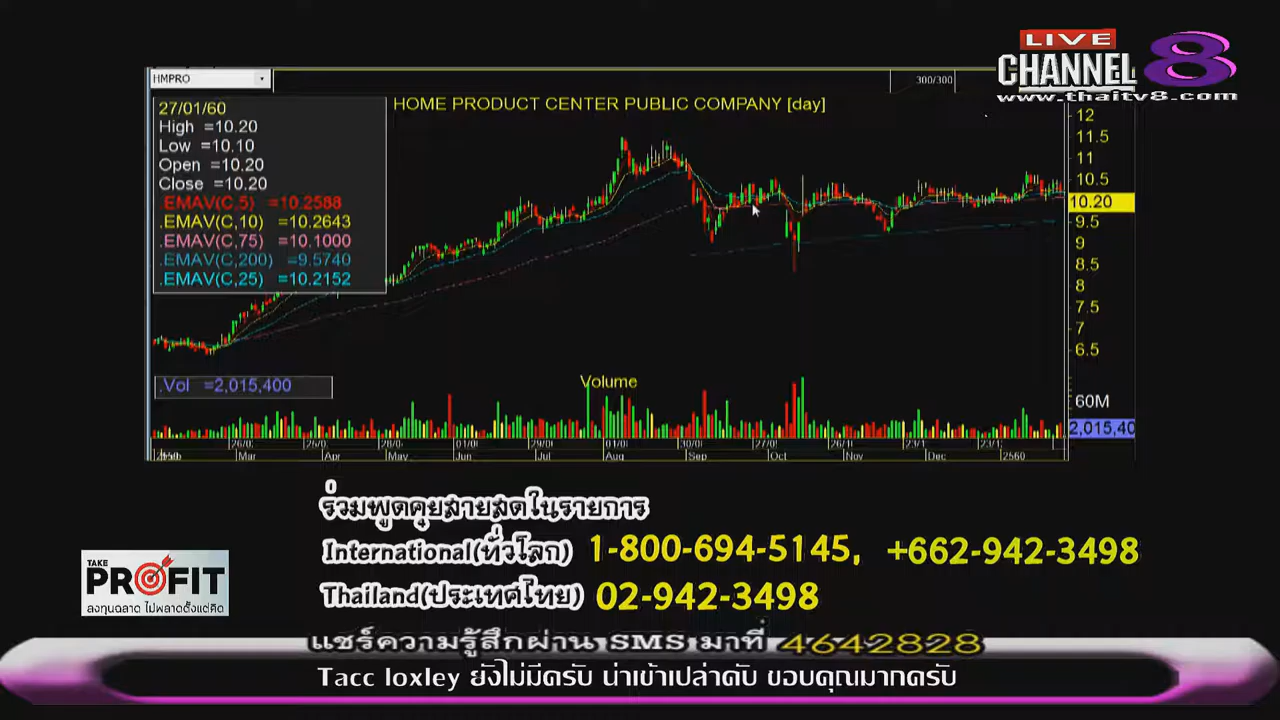 LIVE
CHANNEL 8
www.thaitv8.com
HMPRO
300/300
HOME PRODUCT CENTER PUBLIC COMPANY [day]
27/01/60
High =10.20
Low =10.10
Open =10.20
Close =10.20
.EMAV(C,5) =10.2588
.EMAV(C,10) =10.2643
.EMAV(C,75) =10.1000
.EMAV(C,200) =9.5740
.EMAV(C,25) =10.2152
12
11.5
11
10.5
10.20
9.5
9
8.5
8
7.5
7
6.5
.Vol =2,015,400
Volume
60M
2,015,40
Mar Apr May Jun Jul Aug Sep Oct Nov Dec 2560
ร่วมพูดคุยสายสดในรายการ
International(ทั่วโลก) 1-800-694-5145, +662-942-3498
Thailand(ประเทศไทย) 02-942-3498
TAKE
PROFIT
ลงทุนฉลาด ไม่พลาดตั้งแต่คิด
แชร์ความรู้สึกผ่าน SMS มาที่ 4642828
Tacc loxley ยังไม่มีครับ น่าเข้าเปล่าคับ ขอบคุณมากครับ